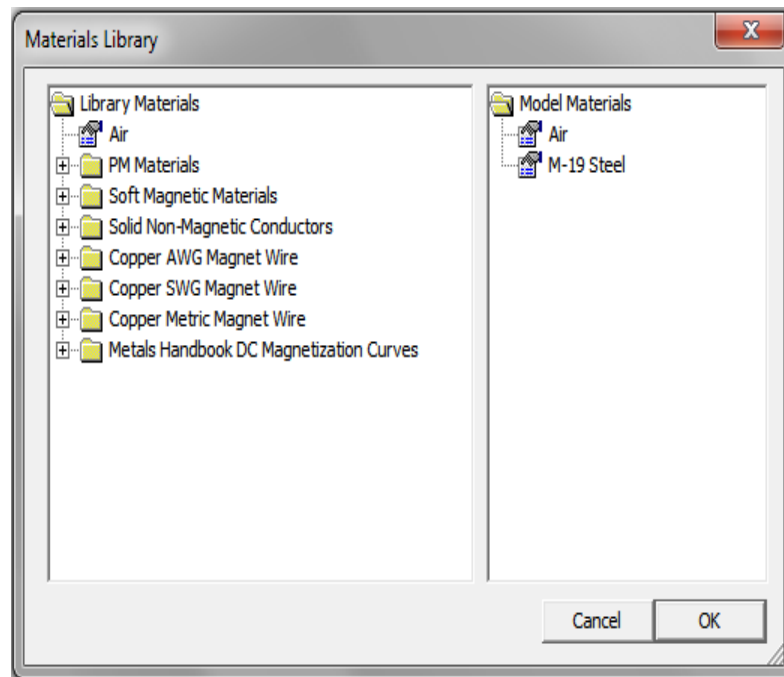 Materials Library
X
Library Materials
Air
PM Materials
Soft Magnetic Materials
Solid Non-Magnetic Conductors
Copper AWG Magnet Wire
Copper SWG Magnet Wire
Copper Metric Magnet Wire
Metals Handbook DC Magnetization Curves
Model Materials
Air
M-19 Steel
Cancel
OK